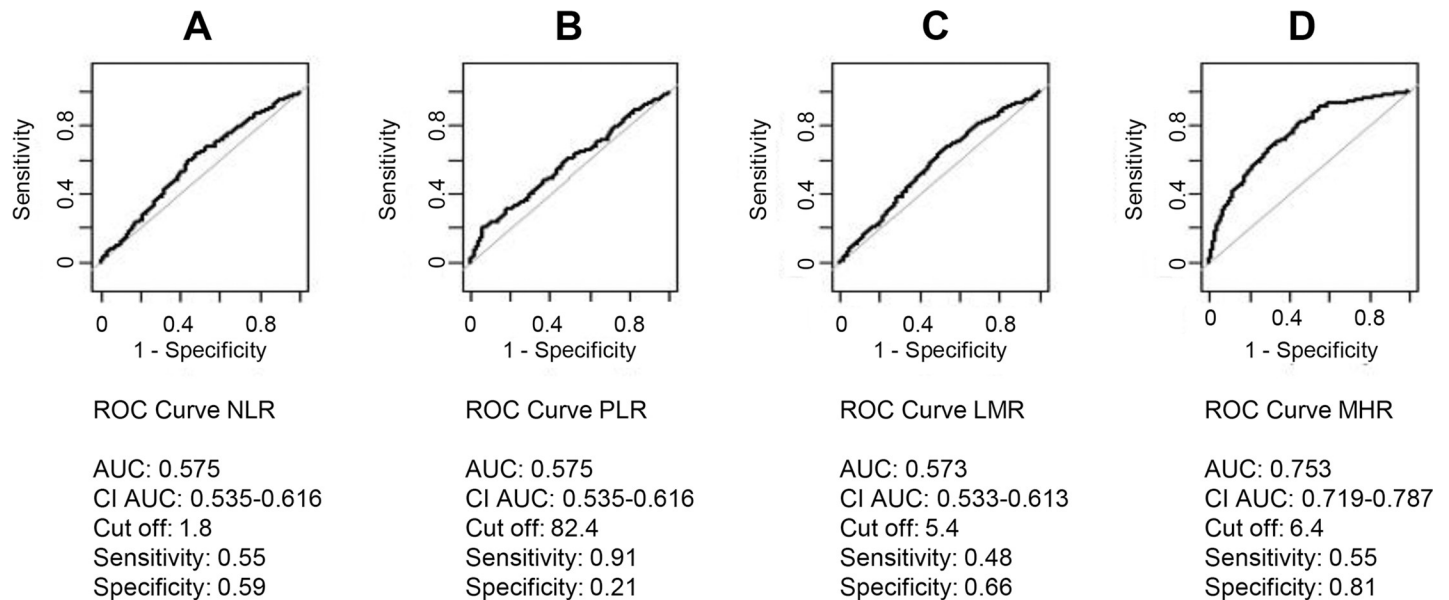 A
Sensitivity
0.8
0.4
0
0 0.4 0.8
1 - Specificity
ROC Curve NLR
AUC: 0.575
CI AUC: 0.535-0.616
Cut off: 1.8
Sensitivity: 0.55
Specificity: 0.59
B
Sensitivity
0.8
0.4
0
0 0.4 0.8
1 - Specificity
ROC Curve PLR
AUC: 0.575
CI AUC: 0.535-0.616
Cut off: 82.4
Sensitivity: 0.91
Specificity: 0.21
C
Sensitivity
0.8
0.4
0
0 0.4 0.8
1 - Specificity
ROC Curve LMR
AUC: 0.573
CI AUC: 0.533-0.613
Cut off: 5.4
Sensitivity: 0.48
Specificity: 0.66
D
Sensitivity
0.8
0.4
0
0 0.4 0.8
1 - Specificity
ROC Curve MHR
AUC: 0.753
CI AUC: 0.719-0.787
Cut off: 6.4
Sensitivity: 0.55
Specificity: 0.81